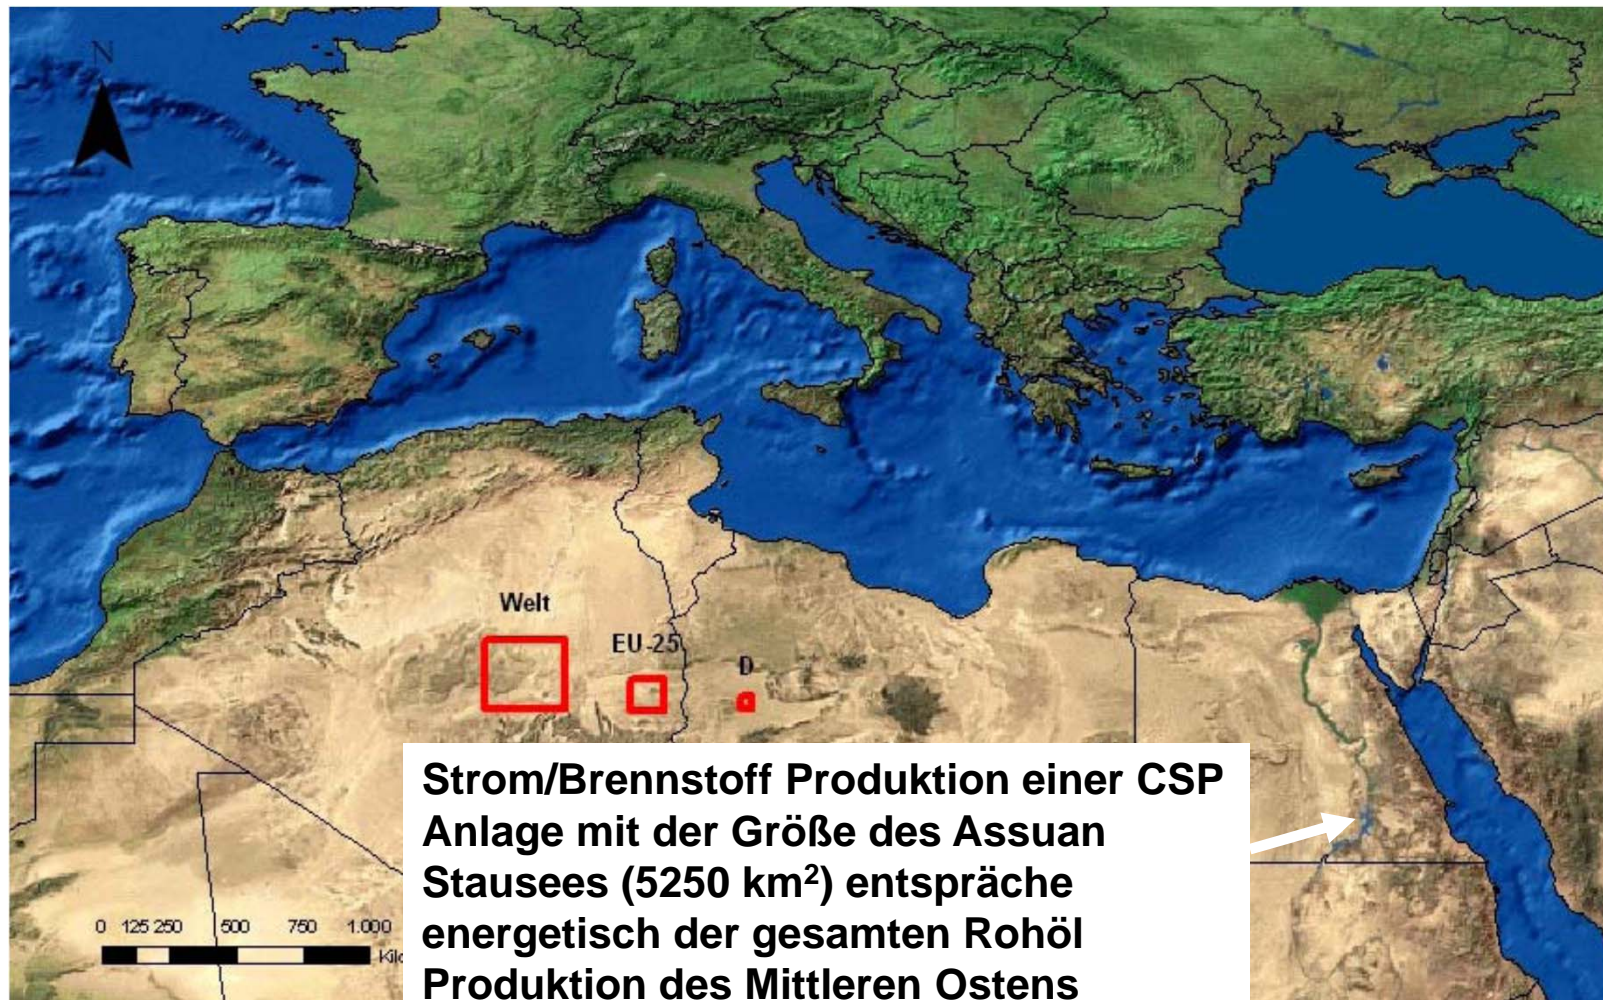 N
Welt
EU-25
D
Strom/Brennstoff Produktion einer CSP
Anlage mit der Größe des Assuan
Stausees (5250 km²) entspräche
energetisch der gesamten Rohöl
Produktion des Mittleren Ostens
0 125 250 500 750 1.000